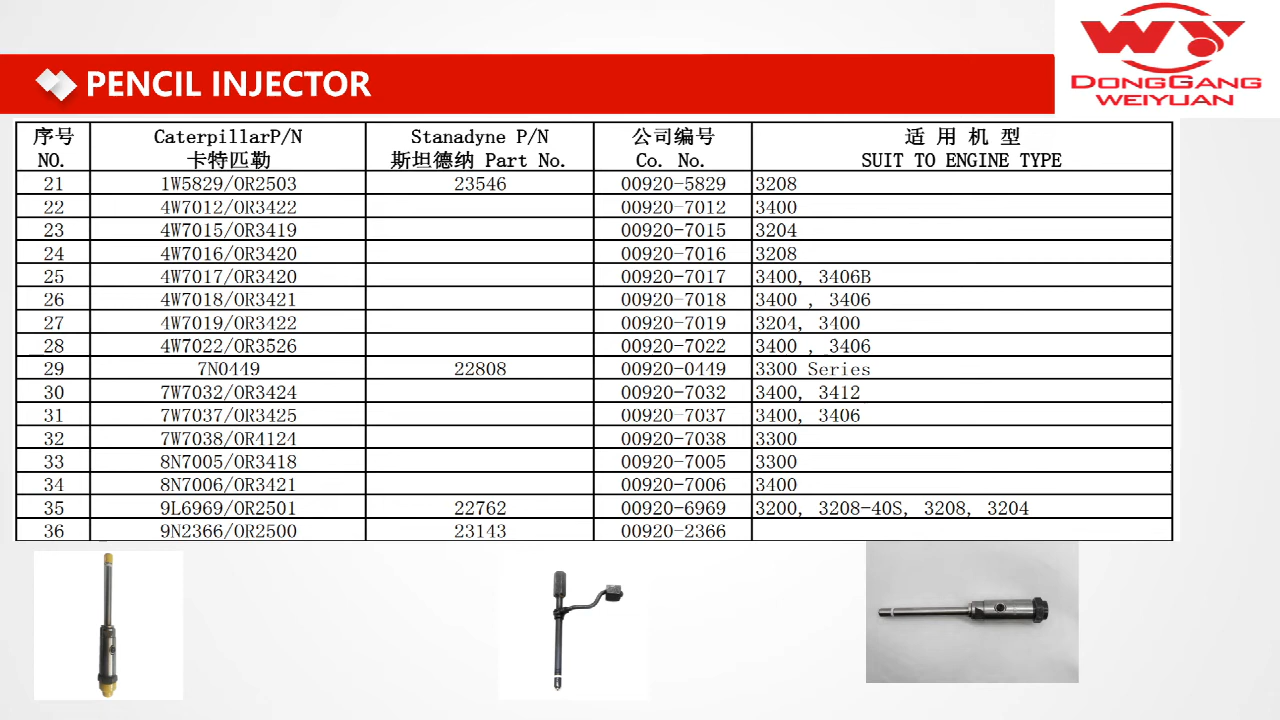 WY
DONGGANG
WEIYUAN
PENCIL INJECTOR
序号 CaterpillarP/N Stanadyne P/N 公司编号 适 用 机 型
NO. 卡特匹勒 斯坦德纳 Part No. Co. No. SUIT TO ENGINE TYPE
21 1W5829/OR2503 23546 00920-5829 3208
22 4W7012/OR3422 00920-7012 3400
23 4W7015/OR3419 00920-7015 3204
24 4W7016/OR3420 00920-7016 3208
25 4W7017/OR3420 00920-7017 3400, 3406B
26 4W7018/OR3421 00920-7018 3400 , 3406
27 4W7019/OR3422 00920-7019 3204, 3400
28 4W7022/OR3526 00920-7022 3400 , 3406
29 7N0449 22808 00920-0449 3300 Series
30 7W7032/OR3424 00920-7032 3400, 3412
31 7W7037/OR3425 00920-7037 3400, 3406
32 7W7038/OR4124 00920-7038 3300
33 8N7005/OR3418 00920-7005 3300
34 8N7006/OR3421 00920-7006 3400
35 9L6969/OR2501 22762 00920-6969 3200, 3208-40S, 3208, 3204
36 9N2366/OR2500 23143 00920-2366